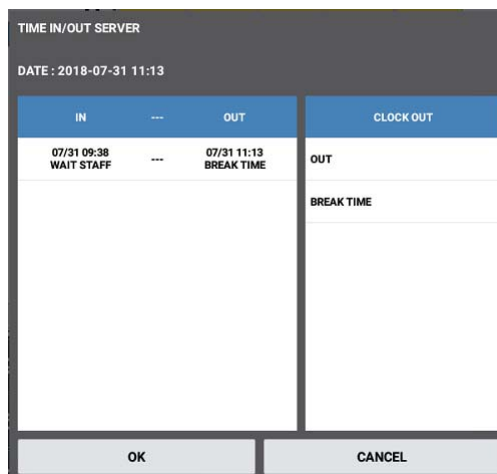 TIME IN/OUT SERVER
DATE : 2018-07-31 11:13
IN --- OUT
CLOCK OUT
07/31 09:38 --- 07/31 11:13
WAIT STAFF BREAK TIME
OUT
BREAK TIME
OK
CANCEL